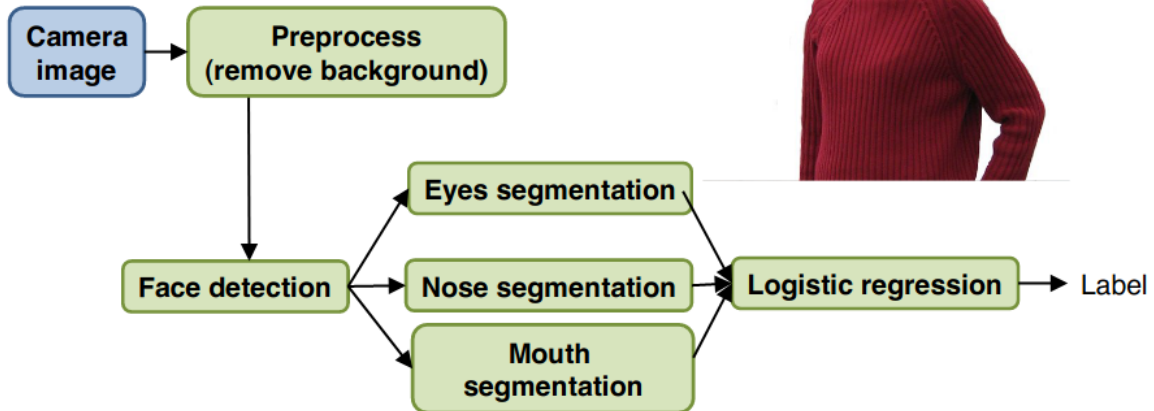 Camera
image
Preprocess
(remove background)
Eyes segmentation
Face detection
Nose segmentation
Logistic regression
Label
Mouth
segmentation